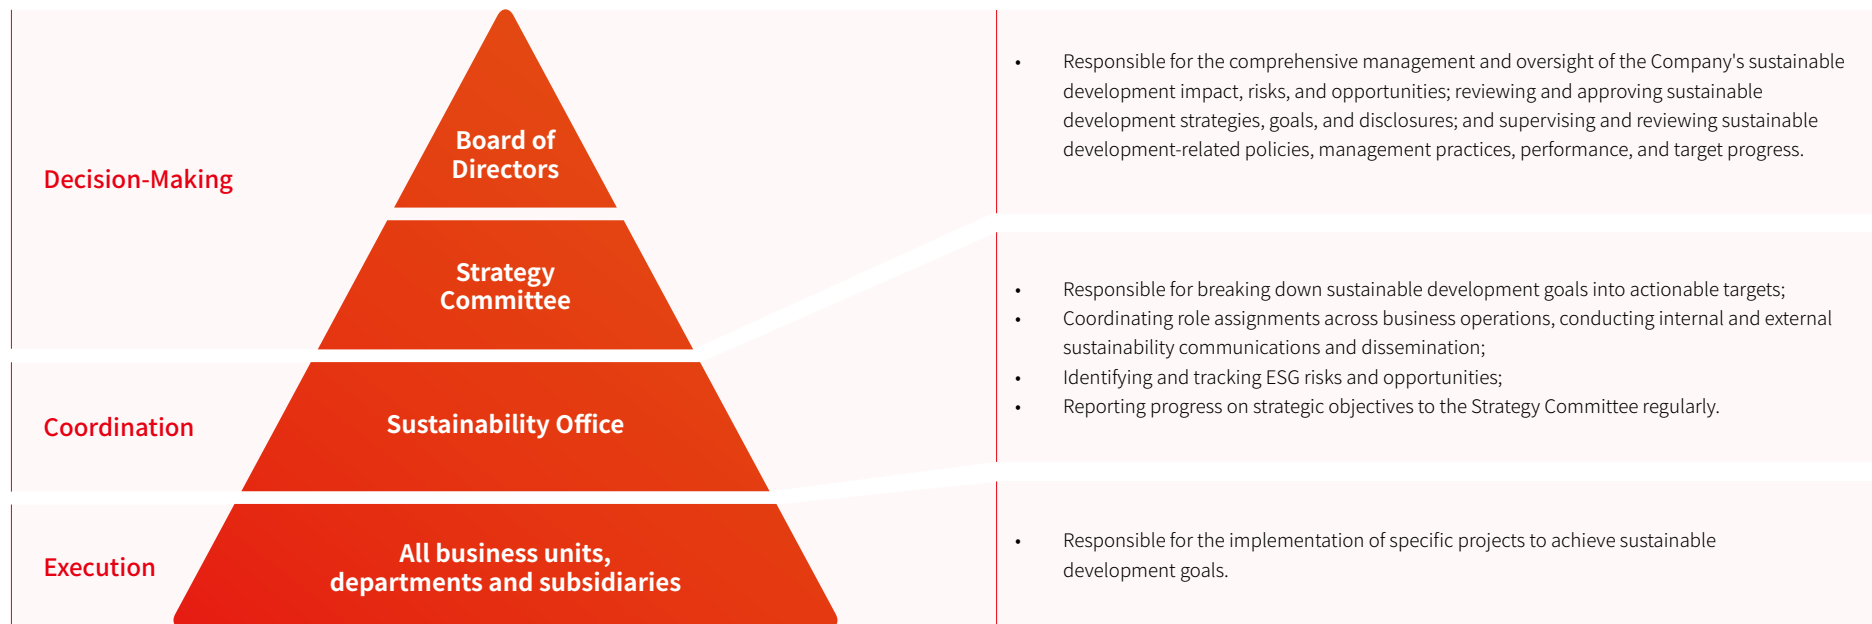 Decision-Making
Board of
Directors
Strategy
Committee
• Responsible for the comprehensive management and oversight of the Company's sustainable
development impact, risks, and opportunities; reviewing and approving sustainable
development strategies, goals, and disclosures; and supervising and reviewing sustainable
development-related policies, management practices, performance, and target progress.
Coordination
Sustainability Office
• Responsible for breaking down sustainable development goals into actionable targets;
• Coordinating role assignments across business operations, conducting internal and external
sustainability communications and dissemination;
• Identifying and tracking ESG risks and opportunities;
• Reporting progress on strategic objectives to the Strategy Committee regularly.
Execution
All business units,
departments and subsidiaries
• Responsible for the implementation of specific projects to achieve sustainable
development goals.